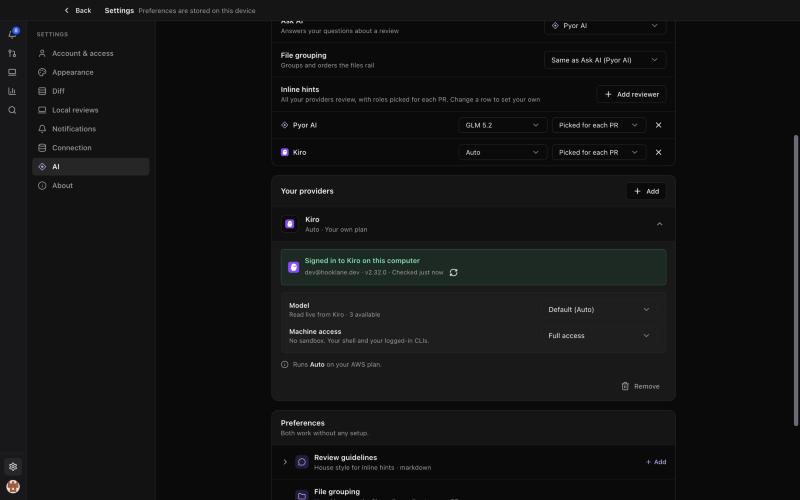 Back
Settings
Preferences are stored on this device
8
SETTINGS
Account & access
Appearance
Diff
Local reviews
Notifications
Connection
AI
About
Ask AI
Answers your questions about a review
Pyor AI
File grouping
Groups and orders the files rail
Same as Ask AI (Pyor AI)
Inline hints
All your providers review, with roles picked for each PR. Change a row to set your own
Add reviewer
Pyor AI
GLM 5.2
Picked for each PR
Kiro
Auto
Picked for each PR
Your providers
Add
Kiro
Auto · Your own plan
Signed in to Kiro on this computer
dev@hooklane.dev · v2.32.0 · Checked just now
Model
Read live from Kiro · 3 available
Default (Auto)
Machine access
No sandbox. Your shell and your logged-in CLIs.
Full access
Runs Auto on your AWS plan.
Remove
Preferences
Both work without any setup.
Review guidelines
House style for inline hints · markdown
+ Add
File grouping